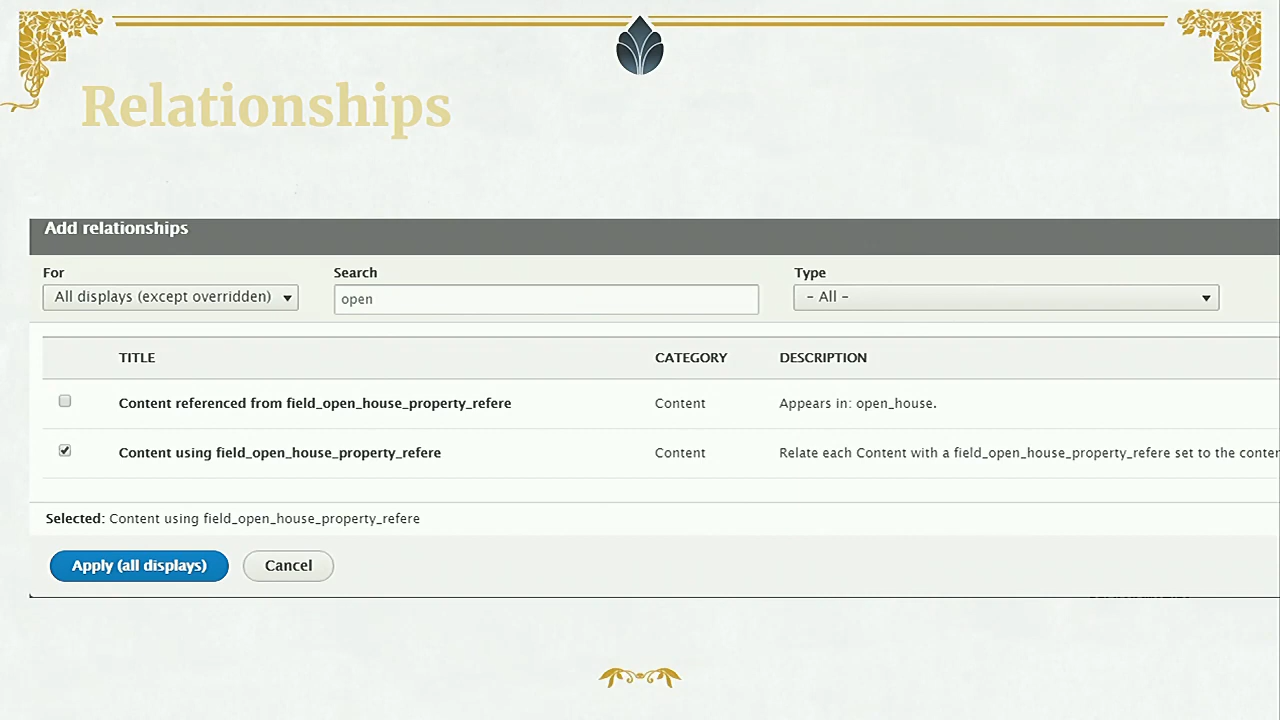 Relationships
Add relationships
For Search Type
All displays (except overridden) open - All -
TITLE CATEGORY DESCRIPTION
Content referenced from field_open_house_property_refere Content Appears in: open_house.
Content using field_open_house_property_refere Content Relate each Content with a field_open_house_property_refere set to the conten
Selected: Content using field_open_house_property_refere
Apply (all displays) Cancel